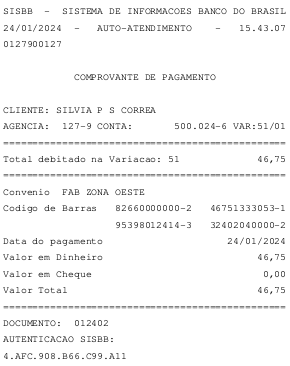 SISBB - SISTEMA DE INFORMACOES BANCO DO BRASIL
24/01/2024 - AUTO-ATENDIMENTO - 15.43.07
0127900127
COMPROVANTE DE PAGAMENTO
CLIENTE: SILVIA P S CORREA
AGENCIA: 127-9 CONTA: 500.024-6 VAR:51/01
==============================================
Total debitado na Variacao: 51 46,75
==============================================
Convenio FAB ZONA OESTE
Codigo de Barras 82660000000-2 46751333053-1
95398012414-3 32402040000-2
Data do pagamento 24/01/2024
Valor em Dinheiro 46,75
Valor em Cheque 0,00
Valor Total 46,75
==============================================
DOCUMENTO: 012402
AUTENTICACAO SISBB:
4.AFC.908.B66.C99.A11